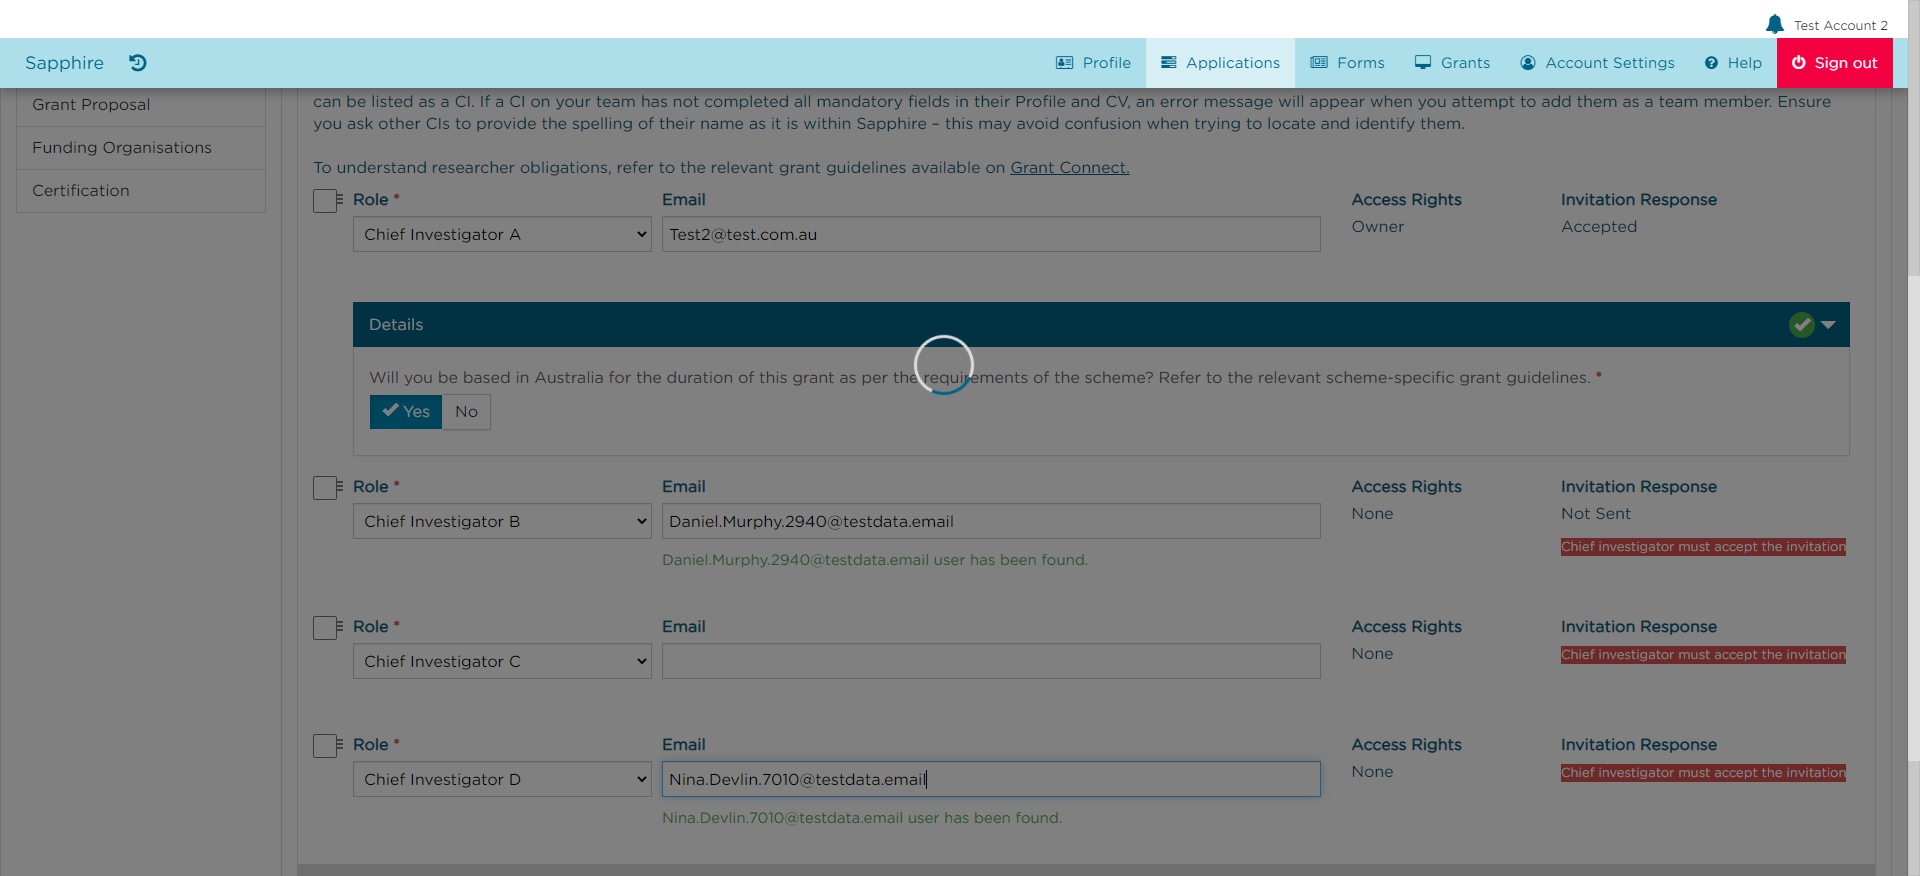 Test Account 2
Sapphire
Profile
Applications
Forms
Grants
Account Settings
Help
Sign out
Grant Proposal
Funding Organisations
Certification
can be listed as a CI. If a CI on your team has not completed all mandatory fields in their Profile and CV, an error message will appear when you attempt to add them as a team member. Ensure
you ask other CIs to provide the spelling of their name as it is within Sapphire – this may avoid confusion when trying to locate and identify them.
To understand researcher obligations, refer to the relevant grant guidelines available on Grant Connect.
Role * Email Access Rights Invitation Response
Chief Investigator A Test2@test.com.au Owner Accepted
Details
Will you be based in Australia for the duration of this grant as per the requirements of the scheme? Refer to the relevant scheme-specific grant guidelines. *
Yes No
Role * Email Access Rights Invitation Response
Chief Investigator B Daniel.Murphy.2940@testdata.email None Not Sent
Chief investigator must accept the invitation
Daniel.Murphy.2940@testdata.email user has been found.
Role * Email Access Rights Invitation Response
Chief Investigator C None Chief investigator must accept the invitation
Role * Email Access Rights Invitation Response
Chief Investigator D Nina.Devlin.7010@testdata.email None Chief investigator must accept the invitation
Nina.Devlin.7010@testdata.email user has been found.